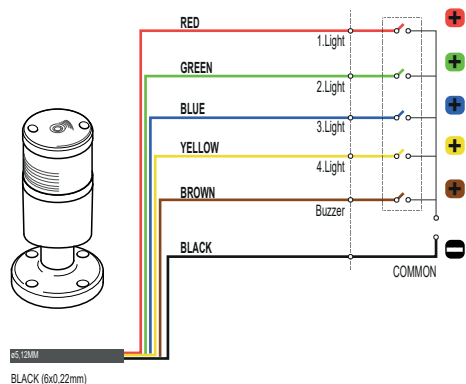 RED
1.Light
GREEN
2.Light
BLUE
3.Light
YELLOW
4.Light
BROWN
Buzzer
BLACK
COMMON
ø5,12MM
BLACK (6x0,22mm)